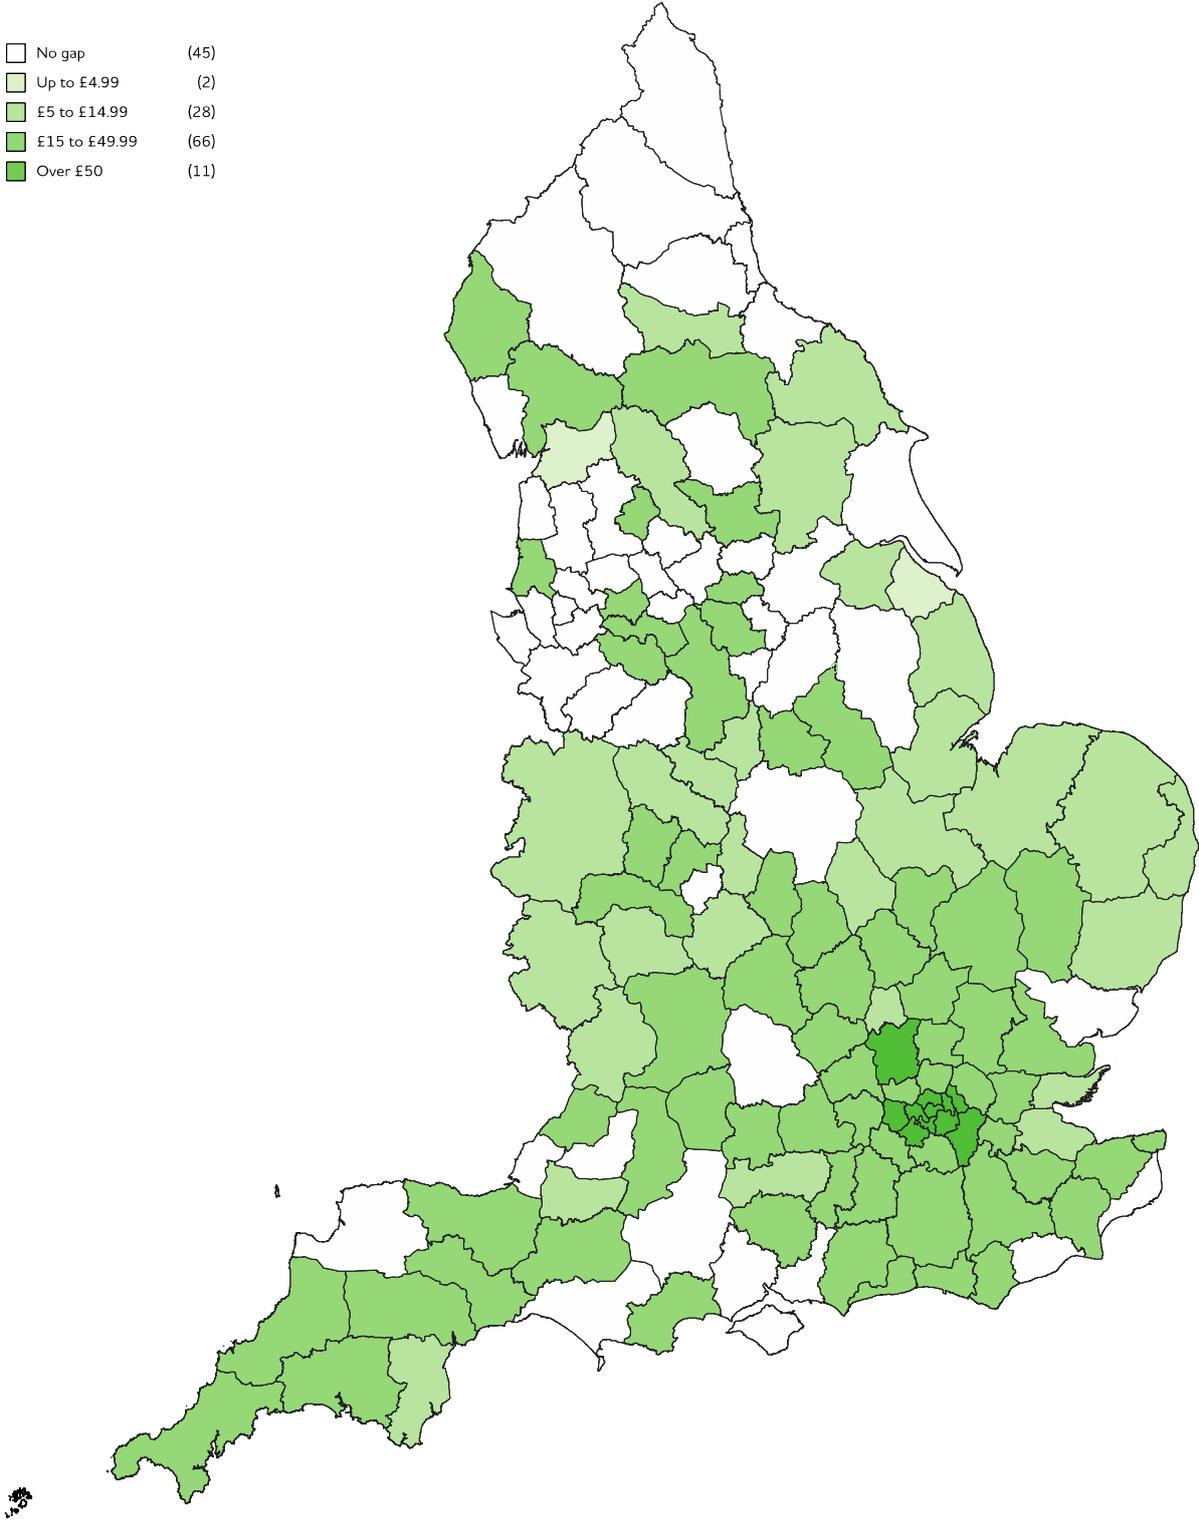 No gap (45)
Up to £4.99 (2)
£5 to £14.99 (28)
£15 to £49.99 (66)
Over £50 (11)